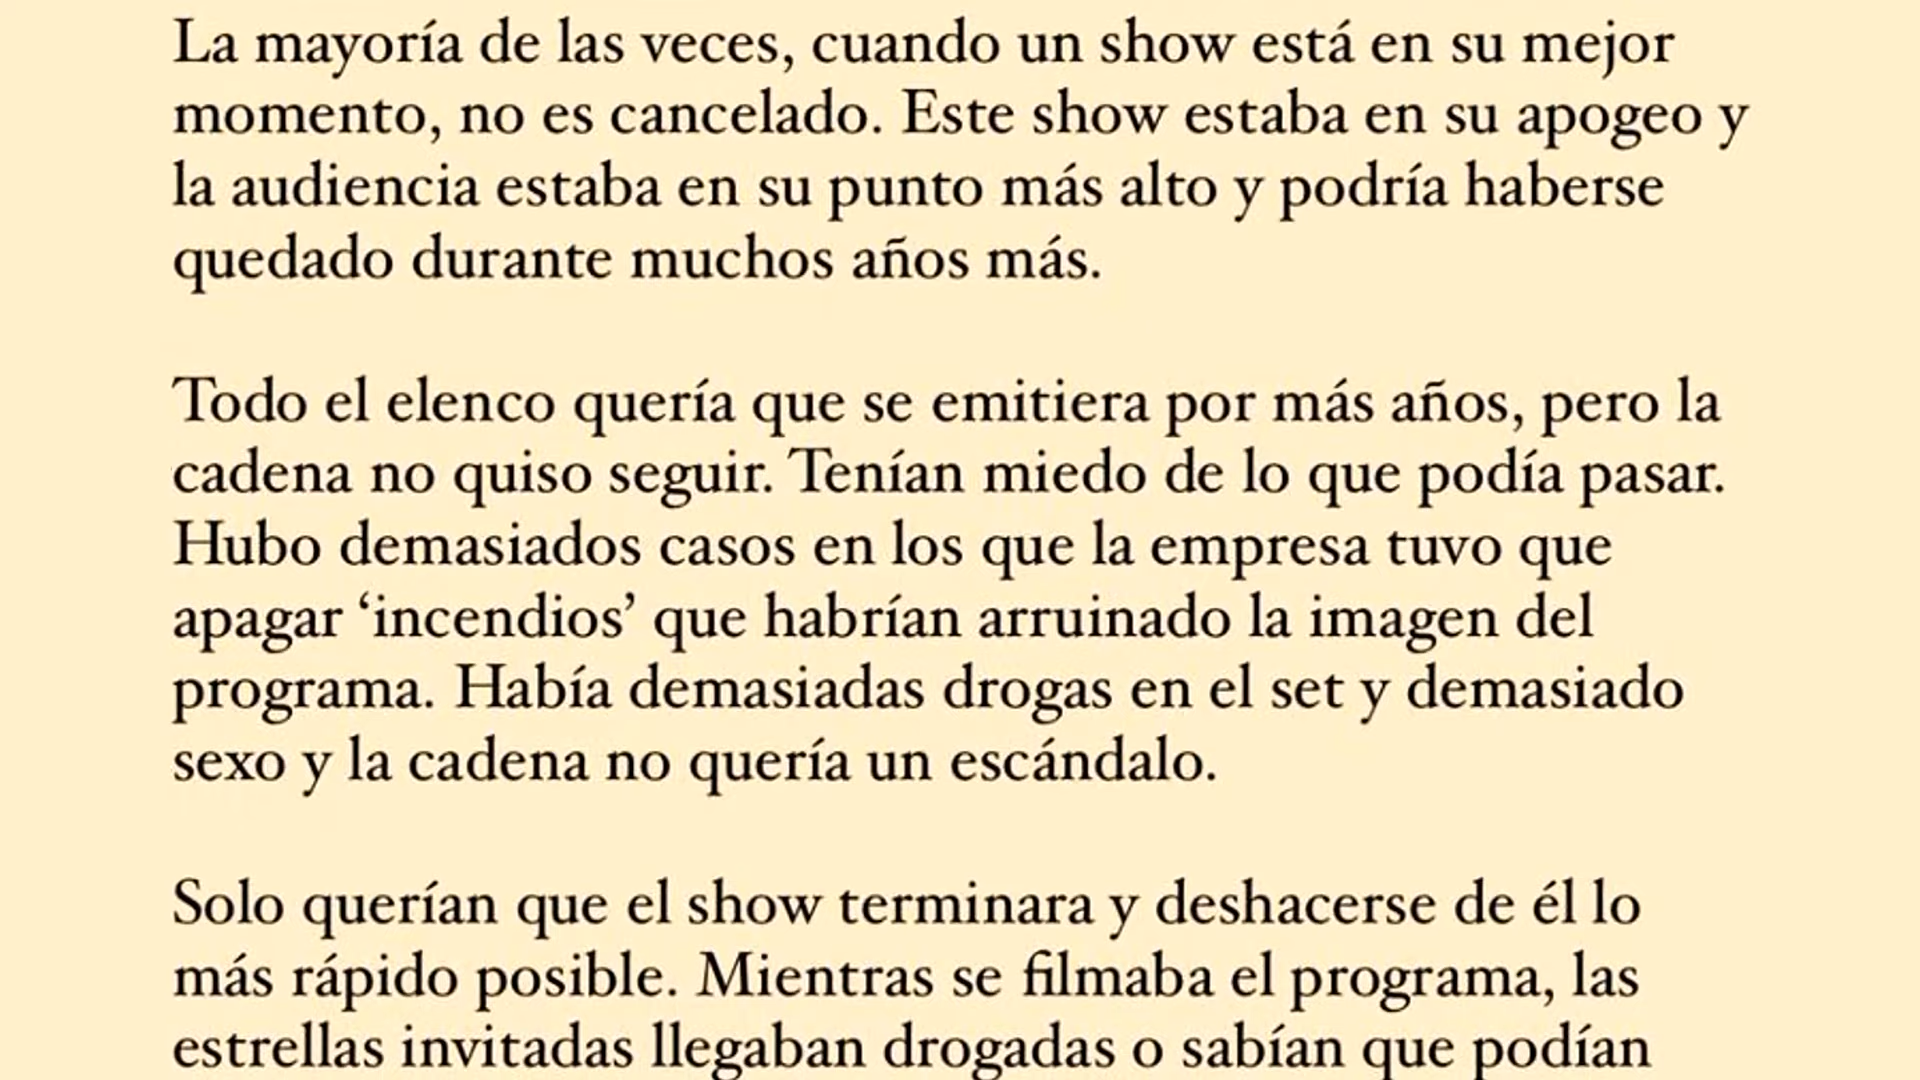 La mayoría de las veces, cuando un show está en su mejor
momento, no es cancelado. Este show estaba en su apogeo y
la audiencia estaba en su punto más alto y podría haberse
quedado durante muchos años más.
Todo el elenco quería que se emitiera por más años, pero la
cadena no quiso seguir. Tenían miedo de lo que podía pasar.
Hubo demasiados casos en los que la empresa tuvo que
apagar ‘incendios’ que habrían arruinado la imagen del
programa. Había demasiadas drogas en el set y demasiado
sexo y la cadena no quería un escándalo.
Solo querían que el show terminara y deshacerse de él lo
más rápido posible. Mientras se filmaba el programa, las
estrellas invitadas llegaban drogadas o sabían que podían